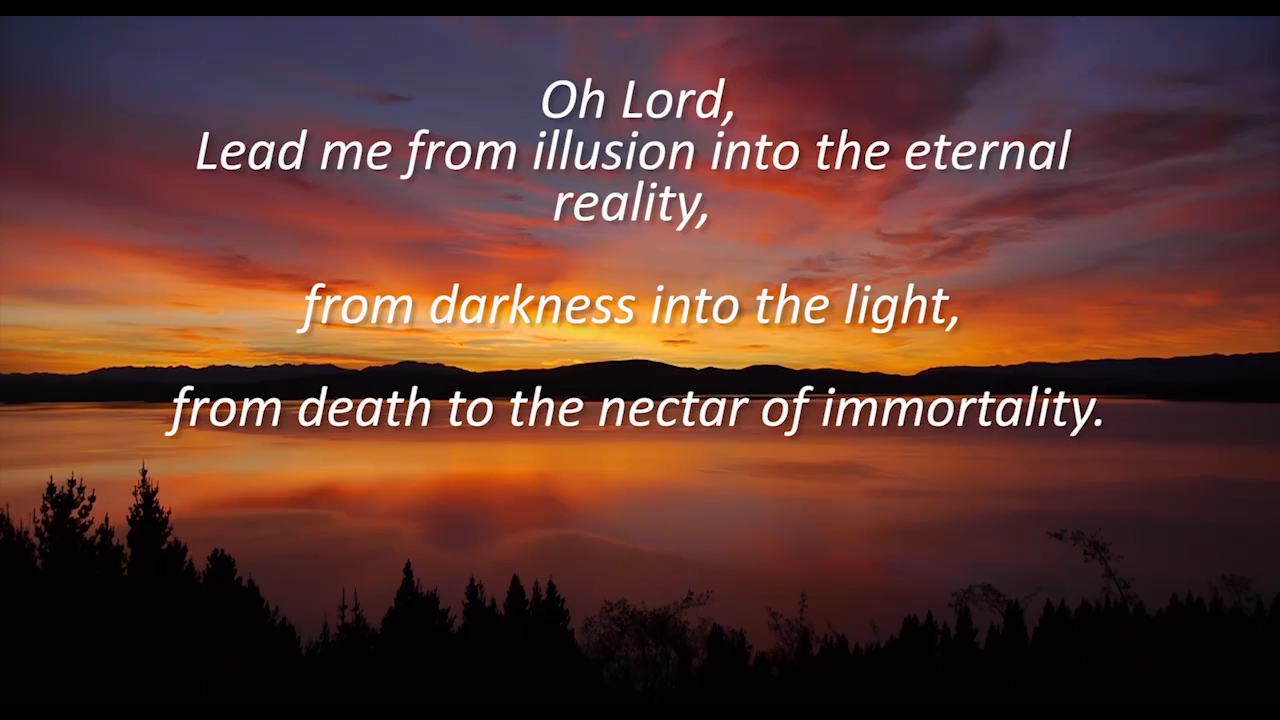 Oh Lord,
Lead me from illusion into the eternal
reality,
from darkness into the light,
from death to the nectar of immortality.